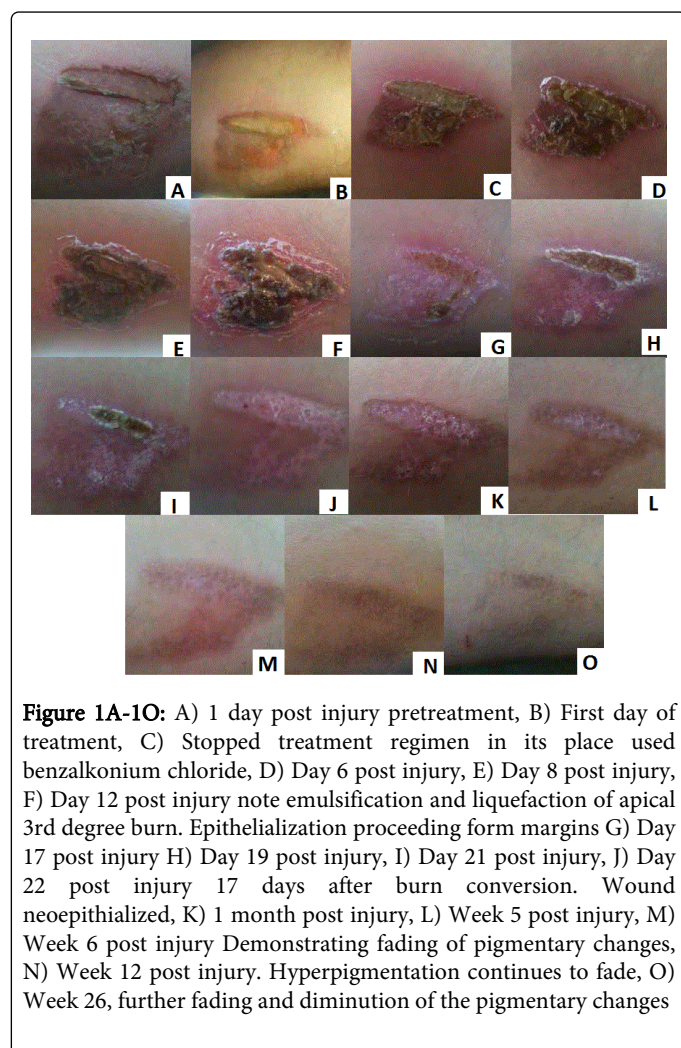 A
B
C
D
E
F
G
H
I
J
K
L
M
N
O
Figure 1A-1O: A) 1 day post injury pretreatment, B) First day of
treatment, C) Stopped treatment regimen in its place used
benzalkonium chloride, D) Day 6 post injury, E) Day 8 post injury,
F) Day 12 post injury note emulsification and liquefaction of apical
3rd degree burn. Epithelialization proceeding form margins G) Day
17 post injury H) Day 19 post injury, I) Day 21 post injury, J) Day
22 post injury 17 days after burn conversion. Wound
neoepithialized, K) 1 month post injury, L) Week 5 post injury, M)
Week 6 post injury Demonstrating fading of pigmentary changes,
N) Week 12 post injury. Hyperpigmentation continues to fade, O)
Week 26, further fading and diminution of the pigmentary changes